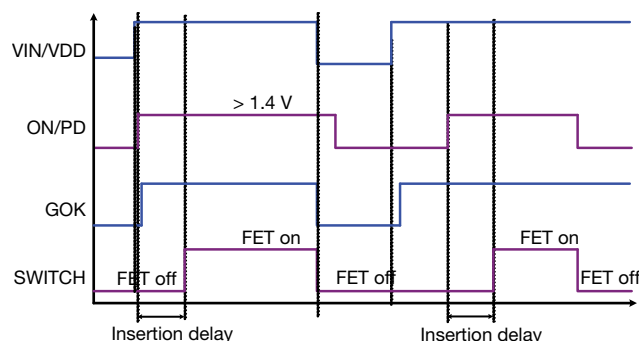 VIN/VDD
ON/PD
> 1.4 V
GOK
SWITCH
FET off
FET on
FET off
FET on
FET off
Insertion delay
Insertion delay